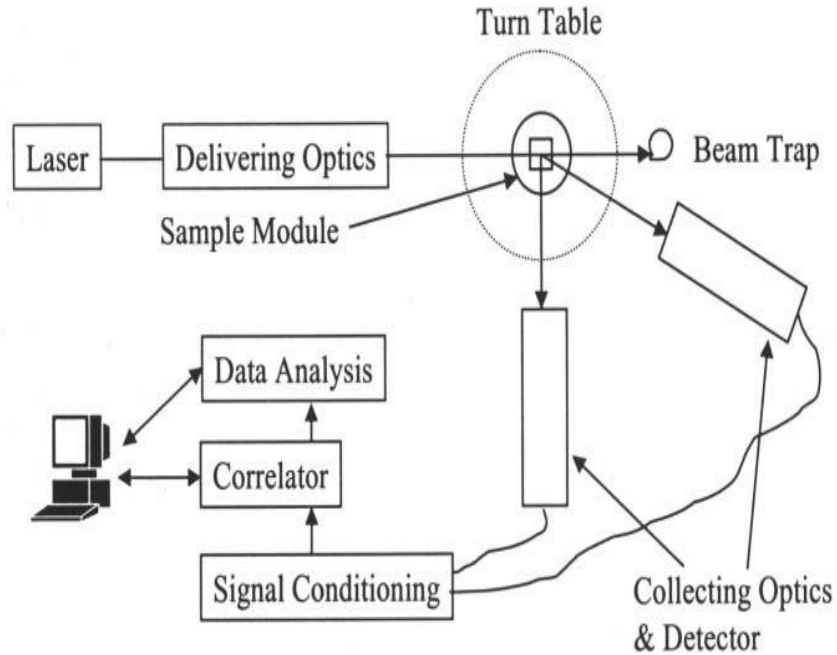 Turn Table
Laser
Delivering Optics
Beam Trap
Sample Module
Data Analysis
Correlator
Signal Conditioning
Collecting Optics
& Detector